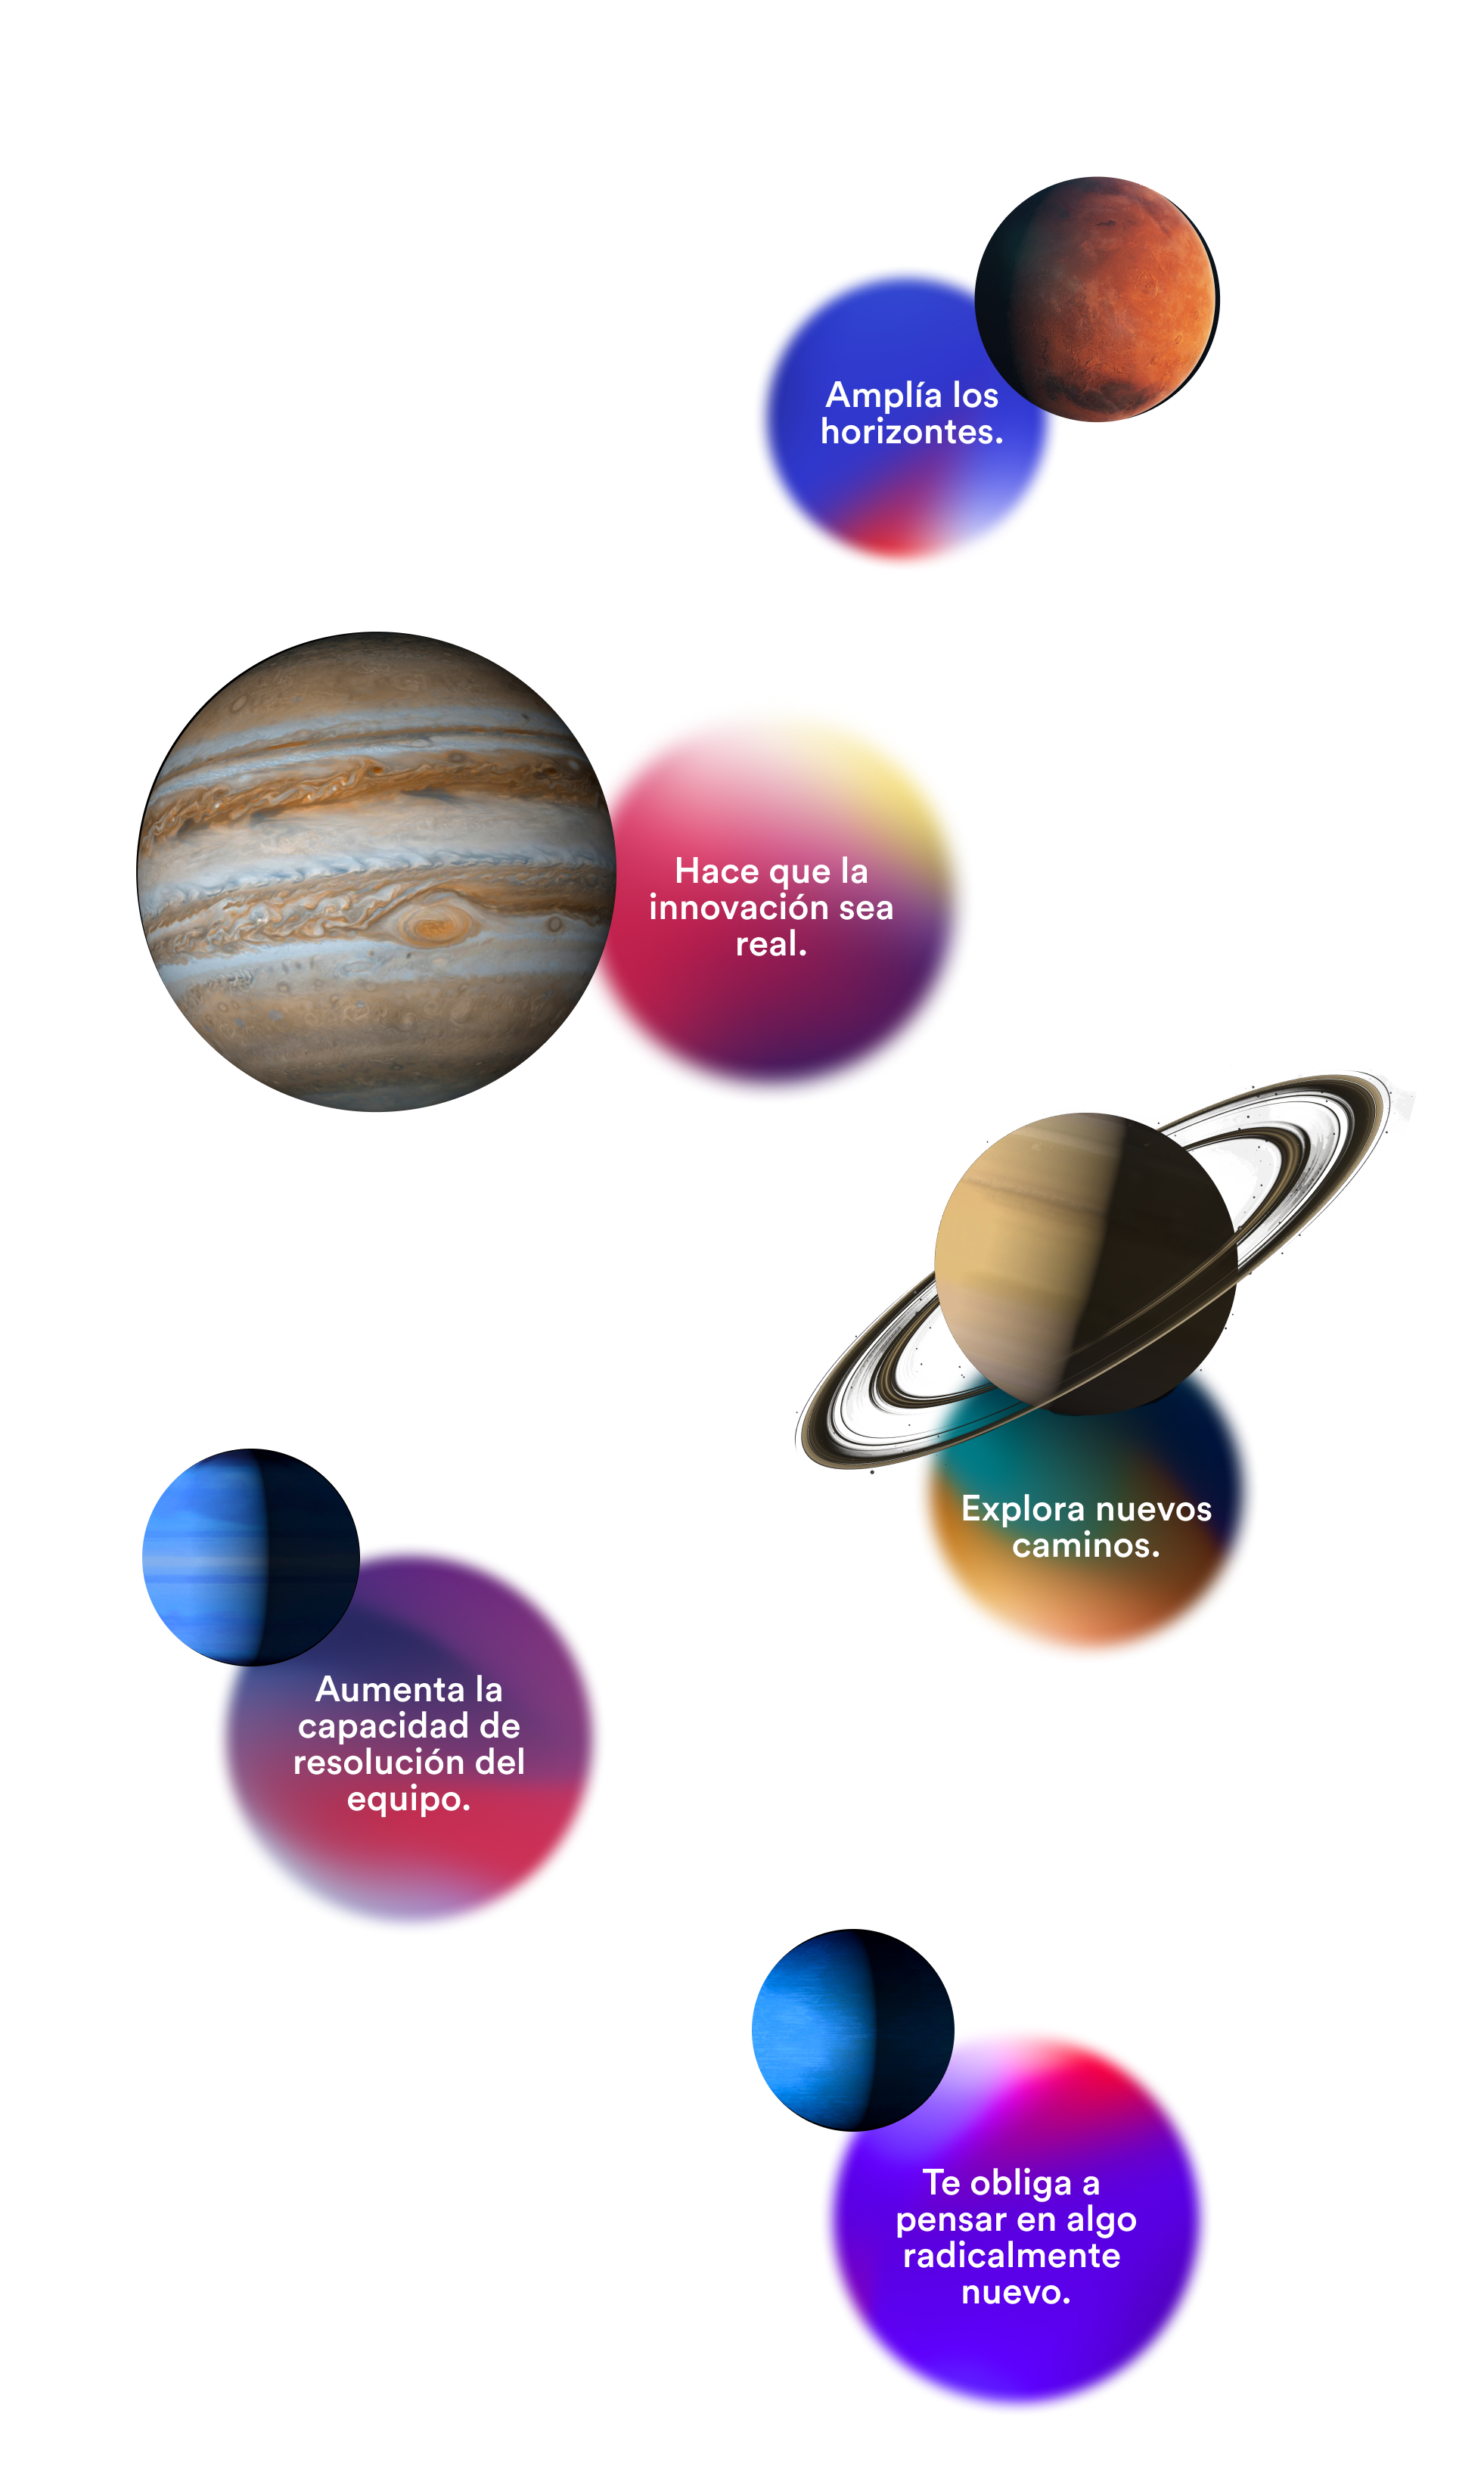 Amplía los
horizontes.
Hace que la
innovación sea
real.
Explora nuevos
caminos.
Aumenta la
capacidad de
resolución del
equipo.
Te obliga a
pensar en algo
radicalmente
nuevo.